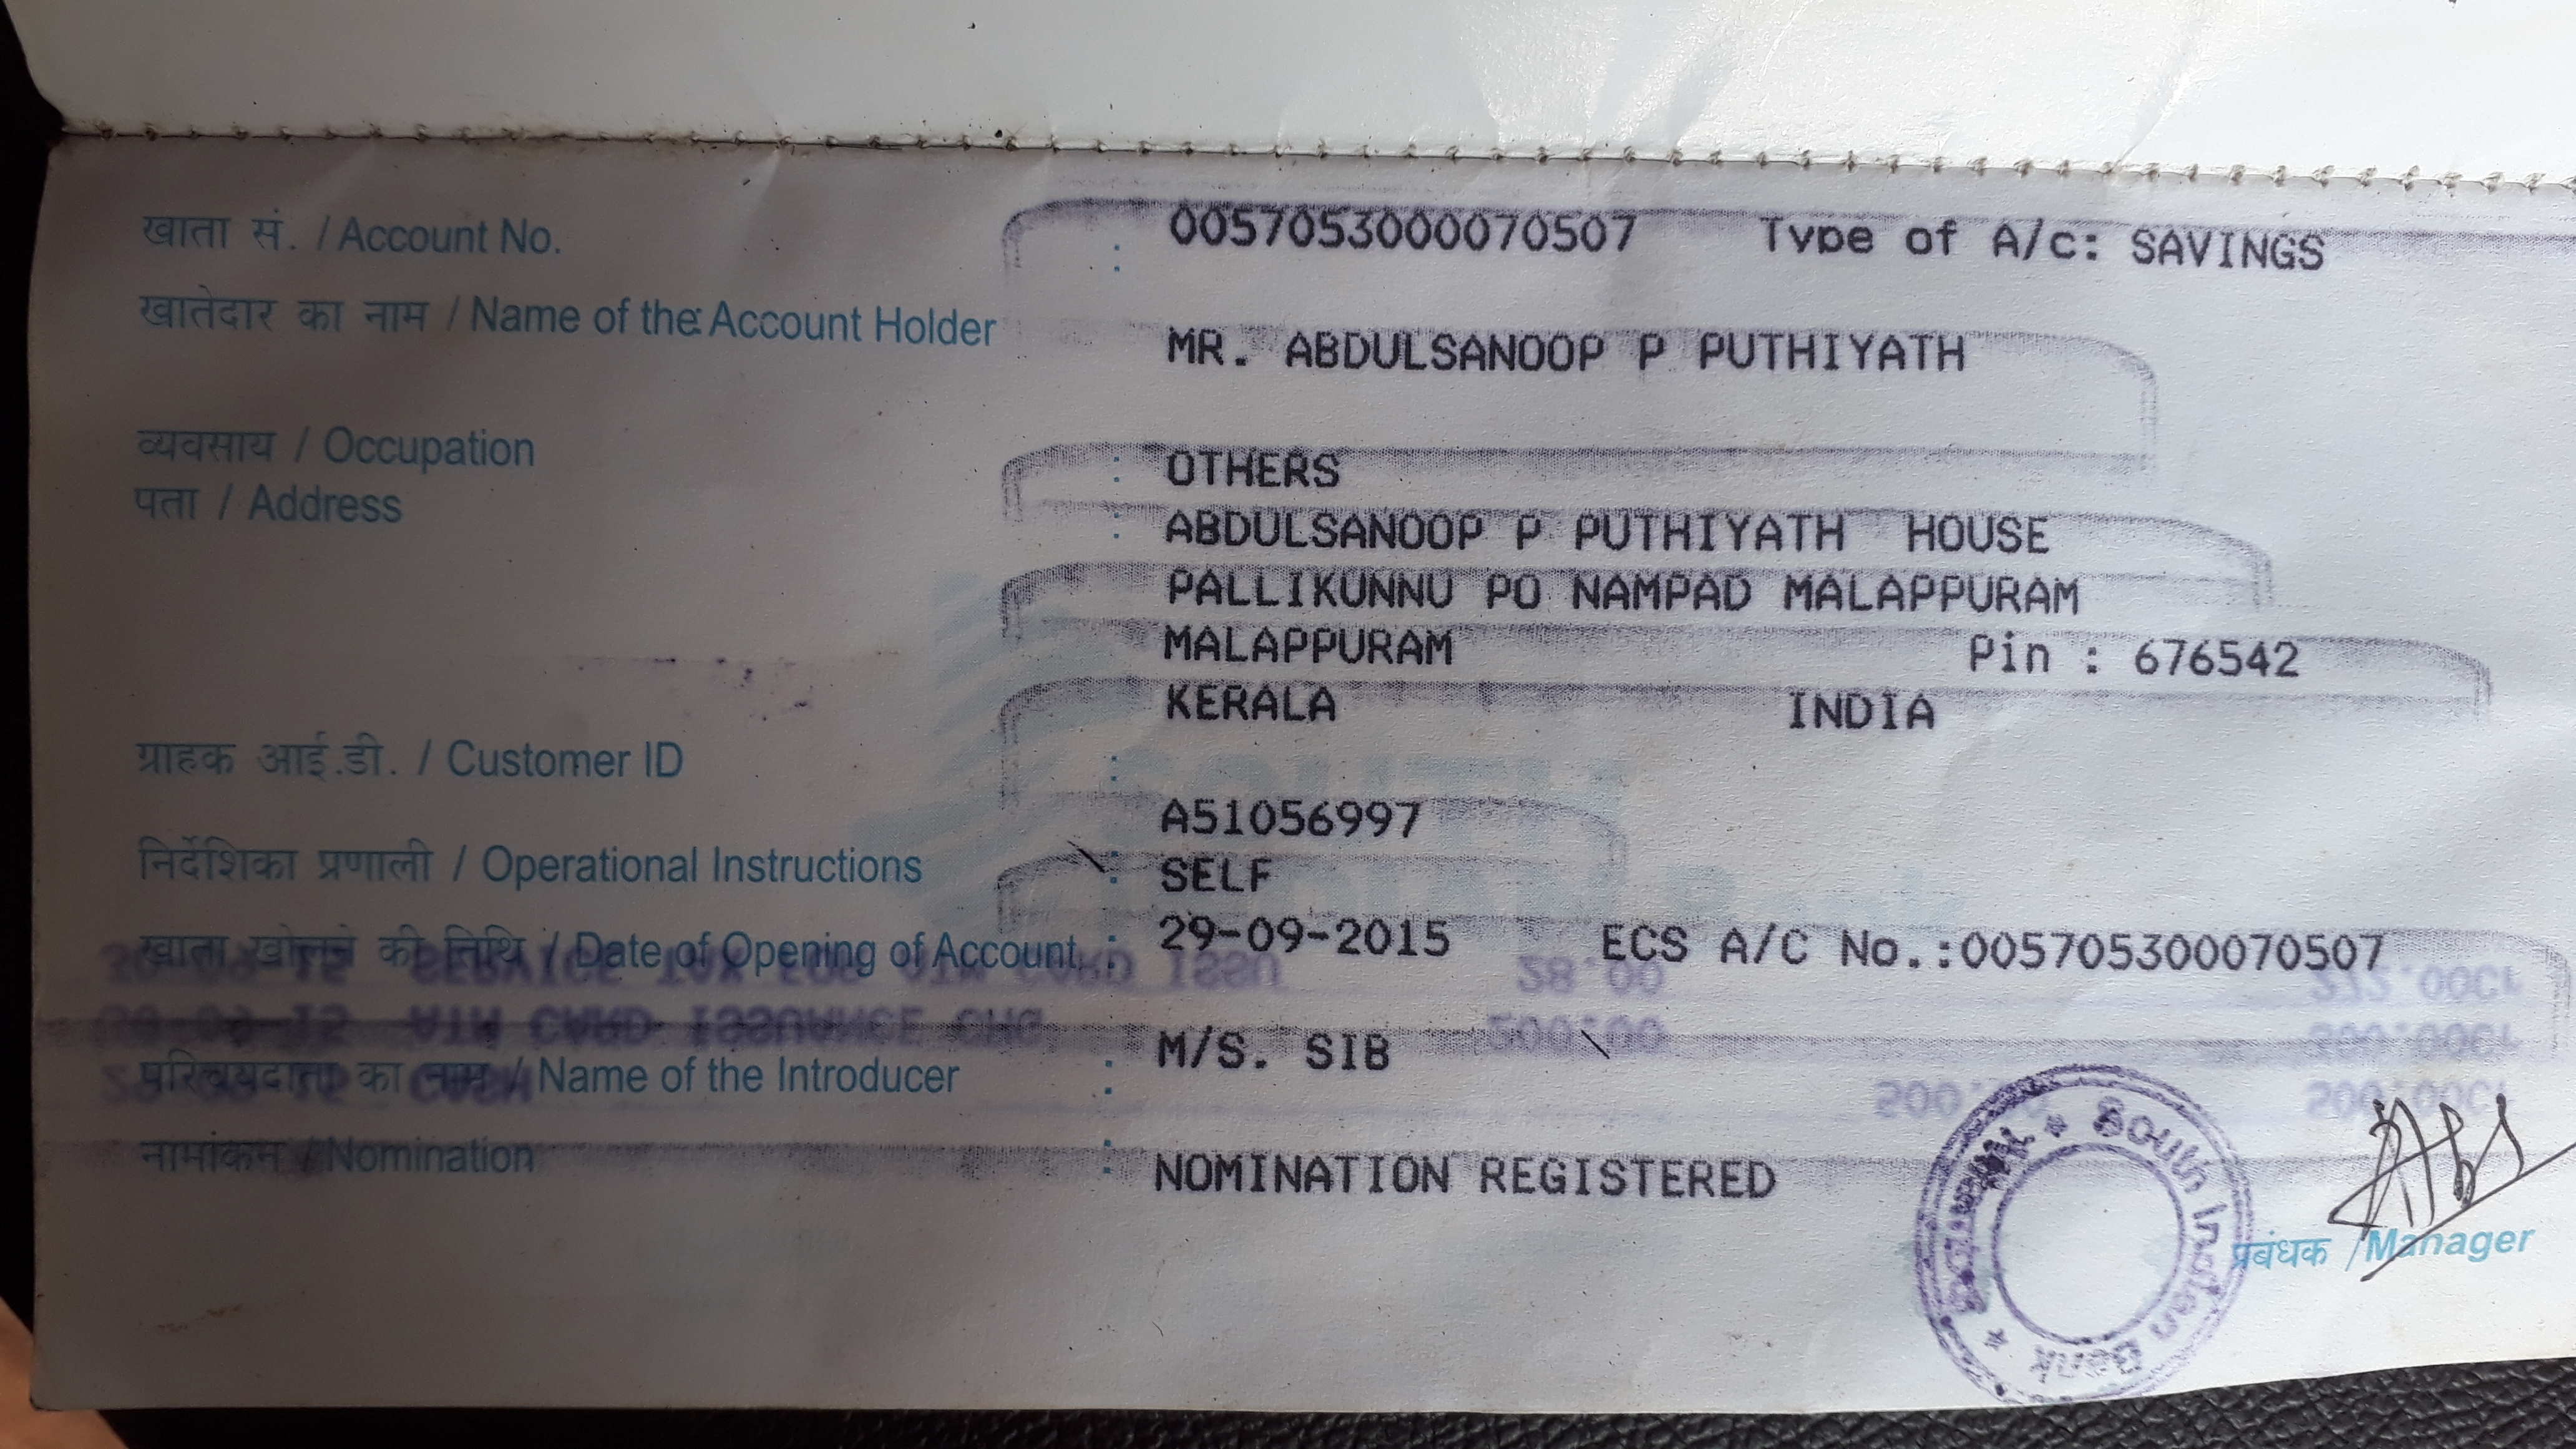 खाता सं. / Account No. : 0057053000070507 Type of A/c: SAVINGS
खातेदार का नाम / Name of the Account Holder : MR. ABDULSANOOP P PUTHIYATH
व्यवसाय / Occupation : OTHERS
पता / Address : ABDULSANOOP P PUTHIYATH HOUSE
PALLIKUNNU PO NAMPAD MALAPPURAM
MALAPPURAM Pin : 676542
KERALA INDIA
ग्राहक आई.डी. / Customer ID : A51056997
निर्देशिका प्रणाली / Operational Instructions : SELF
खाता खोलने की तिथि / Date of Opening of Account : 29-09-2015 ECS A/C No.:005705300070507
परिचयदाता का नाम / Name of the Introducer : M/S. SIB
नामांकन / Nomination : NOMINATION REGISTERED
South Indian Bank
प्रबंधक / Manager